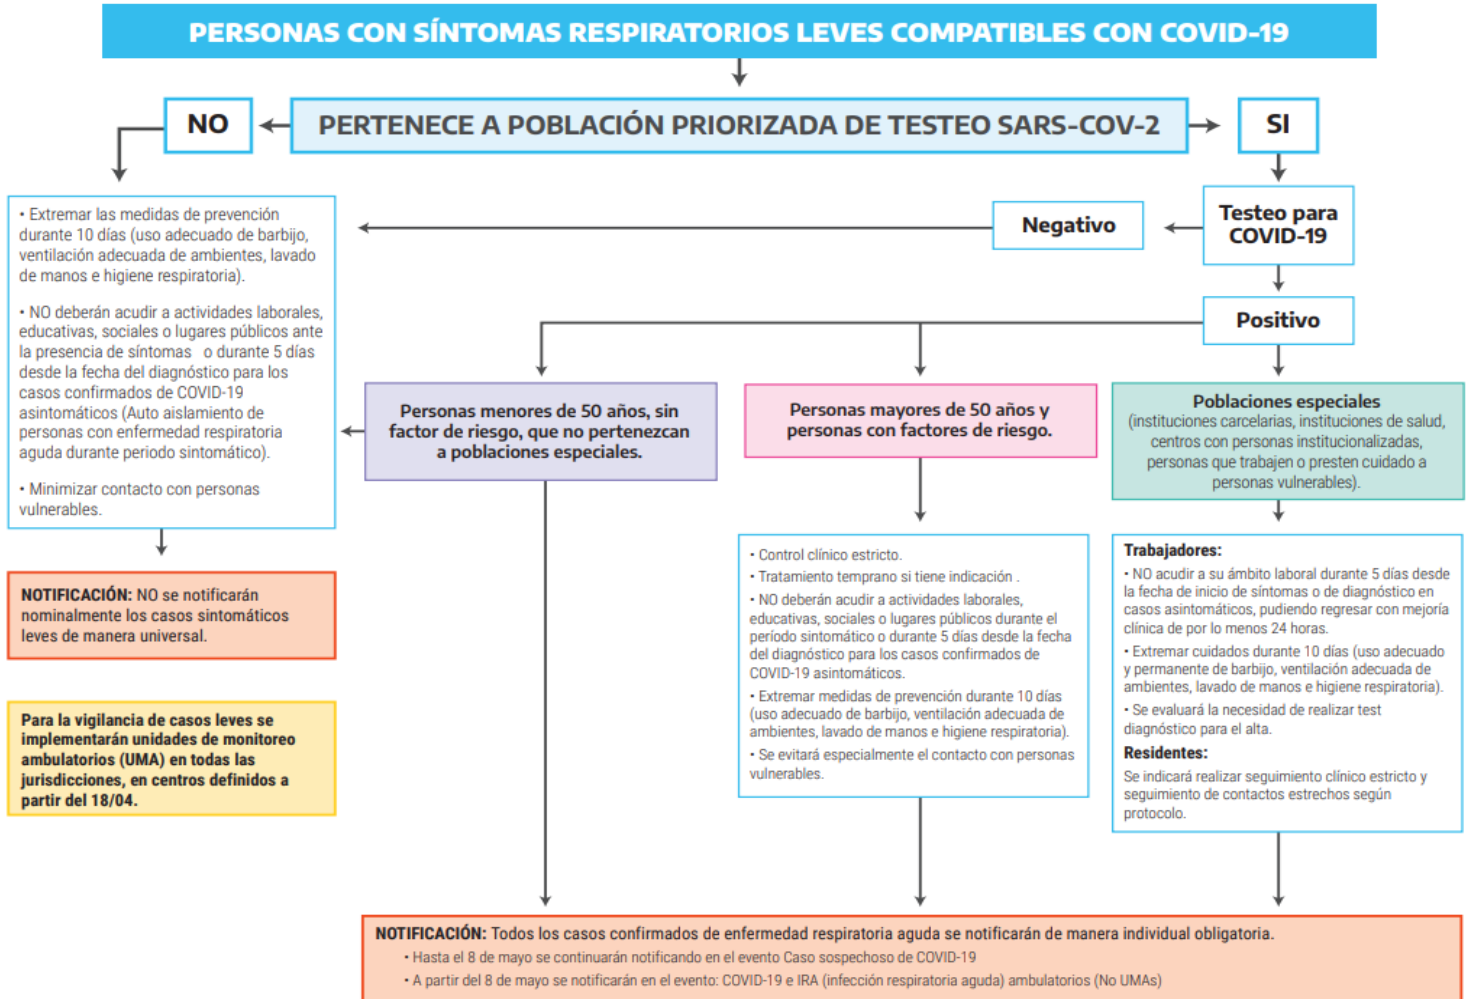 PERSONAS CON SÍNTOMAS RESPIRATORIOS LEVES COMPATIBLES CON COVID-19
NO
PERTENECE A POBLACIÓN PRIORIZADA DE TESTEO SARS-COV-2
SI
• Extremar las medidas de prevención
durante 10 días (uso adecuado de barbijo,
ventilación adecuada de ambientes, lavado
de manos e higiene respiratoria).
• NO deberán acudir a actividades laborales,
educativas, sociales o lugares públicos ante
la presencia de síntomas o durante 5 días
desde la fecha del diagnóstico para los
casos confirmados de COVID-19
asintomáticos (Auto aislamiento de
personas con enfermedad respiratoria
aguda durante periodo sintomático).
• Minimizar contacto con personas
vulnerables.
Negativo
Testeo para
COVID-19
Positivo
Personas menores de 50 años, sin
factor de riesgo, que no pertenezcan
a poblaciones especiales.
Personas mayores de 50 años y
personas con factores de riesgo.
Poblaciones especiales
(instituciones carcelarias, instituciones de salud,
centros con personas institucionalizadas,
personas que trabajen o presten cuidado a
personas vulnerables).
NOTIFICACIÓN: NO se notificarán
nominalmente los casos sintomáticos
leves de manera universal.
Para la vigilancia de casos leves se
implementarán unidades de monitoreo
ambulatorios (UMA) en todas las
jurisdicciones, en centros definidos a
partir del 18/04.
• Control clínico estricto.
• Tratamiento temprano si tiene indicación .
• NO deberán acudir a actividades laborales,
educativas, sociales o lugares públicos durante el
período sintomático o durante 5 días desde la fecha
del diagnóstico para los casos confirmados de
COVID-19 asintomáticos.
• Extremar medidas de prevención durante 10 días
(uso adecuado de barbijo, ventilación adecuada de
ambientes, lavado de manos e higiene respiratoria).
• Se evitará especialmente el contacto con personas
vulnerables.
Trabajadores:
• NO acudir a su ámbito laboral durante 5 días desde
la fecha de inicio de síntomas o de diagnóstico en
casos asintomáticos, pudiendo regresar con mejoría
clínica de por lo menos 24 horas.
• Extremar cuidados durante 10 días (uso adecuado
y permanente de barbijo, ventilación adecuada de
ambientes, lavado de manos e higiene respiratoria).
• Se evaluará la necesidad de realizar test
diagnóstico para el alta.
Residentes:
Se indicará realizar seguimiento clínico estricto y
seguimiento de contactos estrechos según
protocolo.
NOTIFICACIÓN: Todos los casos confirmados de enfermedad respiratoria aguda se notificarán de manera individual obligatoria.
• Hasta el 8 de mayo se continuarán notificando en el evento Caso sospechoso de COVID-19
• A partir del 8 de mayo se notificarán en el evento: COVID-19 e IRA (infección respiratoria aguda) ambulatorios (No UMAs)